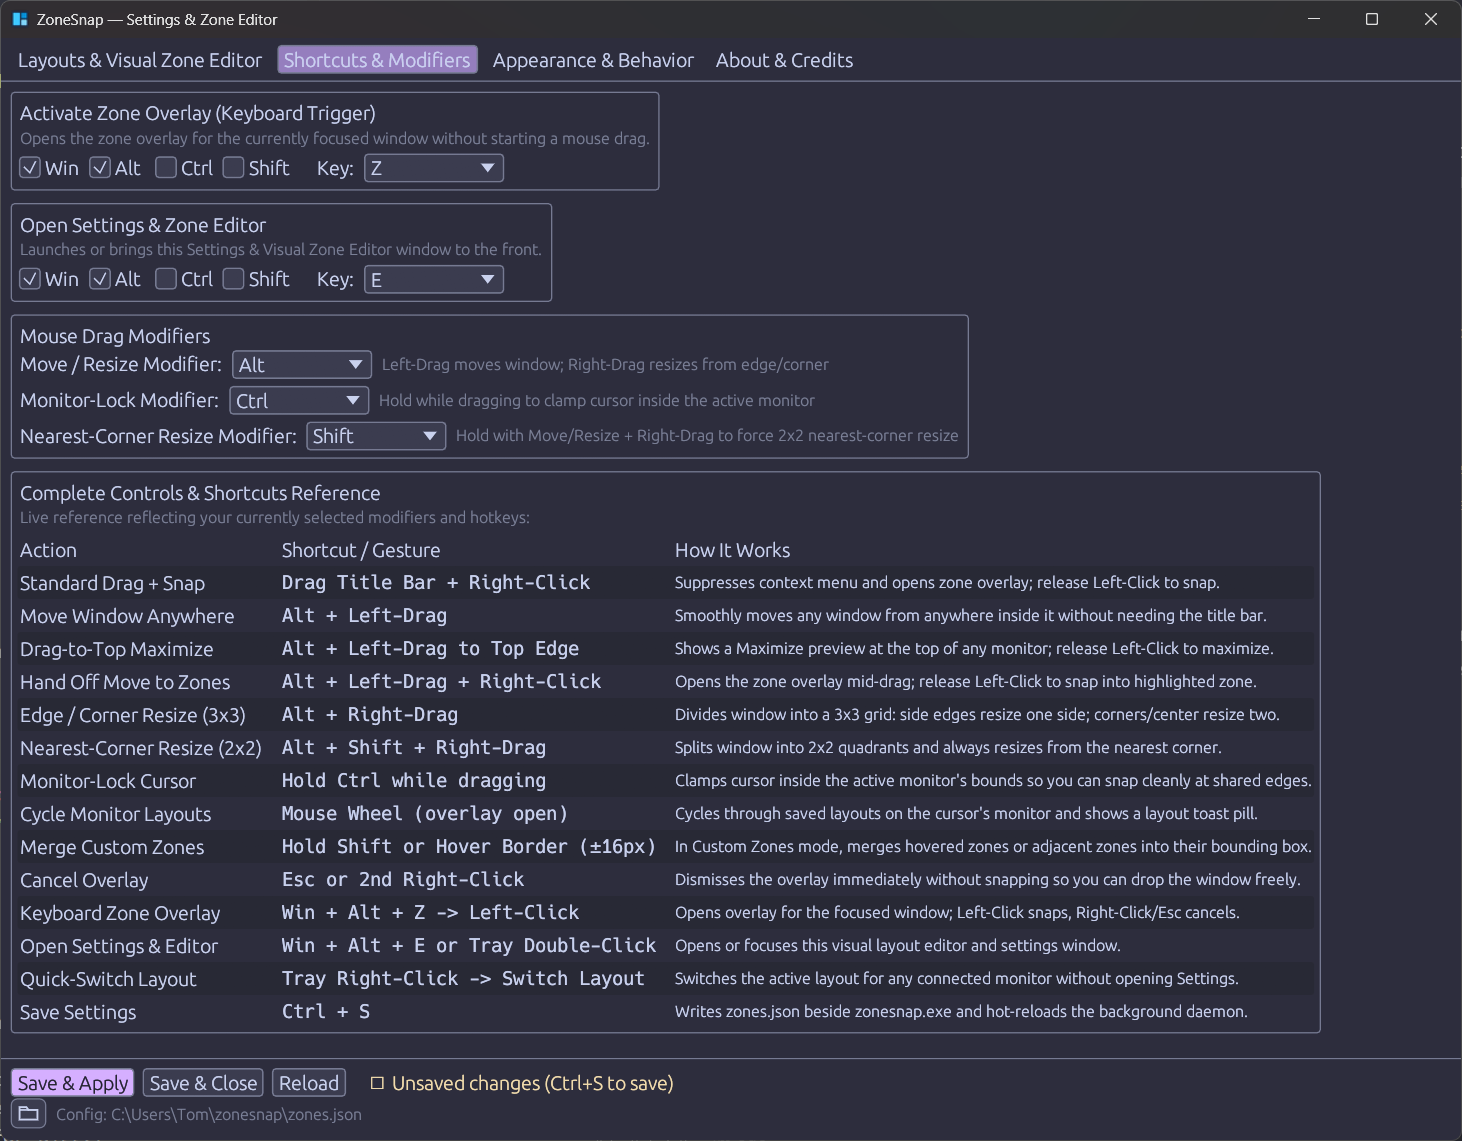 ZoneSnap — Settings & Zone Editor
Layouts & Visual Zone Editor Shortcuts & Modifiers Appearance & Behavior About & Credits
Activate Zone Overlay (Keyboard Trigger)
Opens the zone overlay for the currently focused window without starting a mouse drag.
Win Alt Ctrl Shift Key: Z
Open Settings & Zone Editor
Launches or brings this Settings & Visual Zone Editor window to the front.
Win Alt Ctrl Shift Key: E
Mouse Drag Modifiers
Move / Resize Modifier: Alt Left-Drag moves window; Right-Drag resizes from edge/corner
Monitor-Lock Modifier: Ctrl Hold while dragging to clamp cursor inside the active monitor
Nearest-Corner Resize Modifier: Shift Hold with Move/Resize + Right-Drag to force 2x2 nearest-corner resize
Complete Controls & Shortcuts Reference
Live reference reflecting your currently selected modifiers and hotkeys:
Action Shortcut / Gesture How It Works
Standard Drag + Snap Drag Title Bar + Right-Click Suppresses context menu and opens zone overlay; release Left-Click to snap.
Move Window Anywhere Alt + Left-Drag Smoothly moves any window from anywhere inside it without needing the title bar.
Drag-to-Top Maximize Alt + Left-Drag to Top Edge Shows a Maximize preview at the top of any monitor; release Left-Click to maximize.
Hand Off Move to Zones Alt + Left-Drag + Right-Click Opens the zone overlay mid-drag; release Left-Click to snap into highlighted zone.
Edge / Corner Resize (3x3) Alt + Right-Drag Divides window into a 3x3 grid: side edges resize one side; corners/center resize two.
Nearest-Corner Resize (2x2) Alt + Shift + Right-Drag Splits window into 2x2 quadrants and always resizes from the nearest corner.
Monitor-Lock Cursor Hold Ctrl while dragging Clamps cursor inside the active monitor's bounds so you can snap cleanly at shared edges.
Cycle Monitor Layouts Mouse Wheel (overlay open) Cycles through saved layouts on the cursor's monitor and shows a layout toast pill.
Merge Custom Zones Hold Shift or Hover Border (±16px) In Custom Zones mode, merges hovered zones or adjacent zones into their bounding box.
Cancel Overlay Esc or 2nd Right-Click Dismisses the overlay immediately without snapping so you can drop the window freely.
Keyboard Zone Overlay Win + Alt + Z -> Left-Click Opens overlay for the focused window; Left-Click snaps, Right-Click/Esc cancels.
Open Settings & Editor Win + Alt + E or Tray Double-Click Opens or focuses this visual layout editor and settings window.
Quick-Switch Layout Tray Right-Click -> Switch Layout Switches the active layout for any connected monitor without opening Settings.
Save Settings Ctrl + S Writes zones.json beside zonesnap.exe and hot-reloads the background daemon.
Save & Apply Save & Close Reload Unsaved changes (Ctrl+S to save)
Config: C:\Users\Tom\zonesnap\zones.json